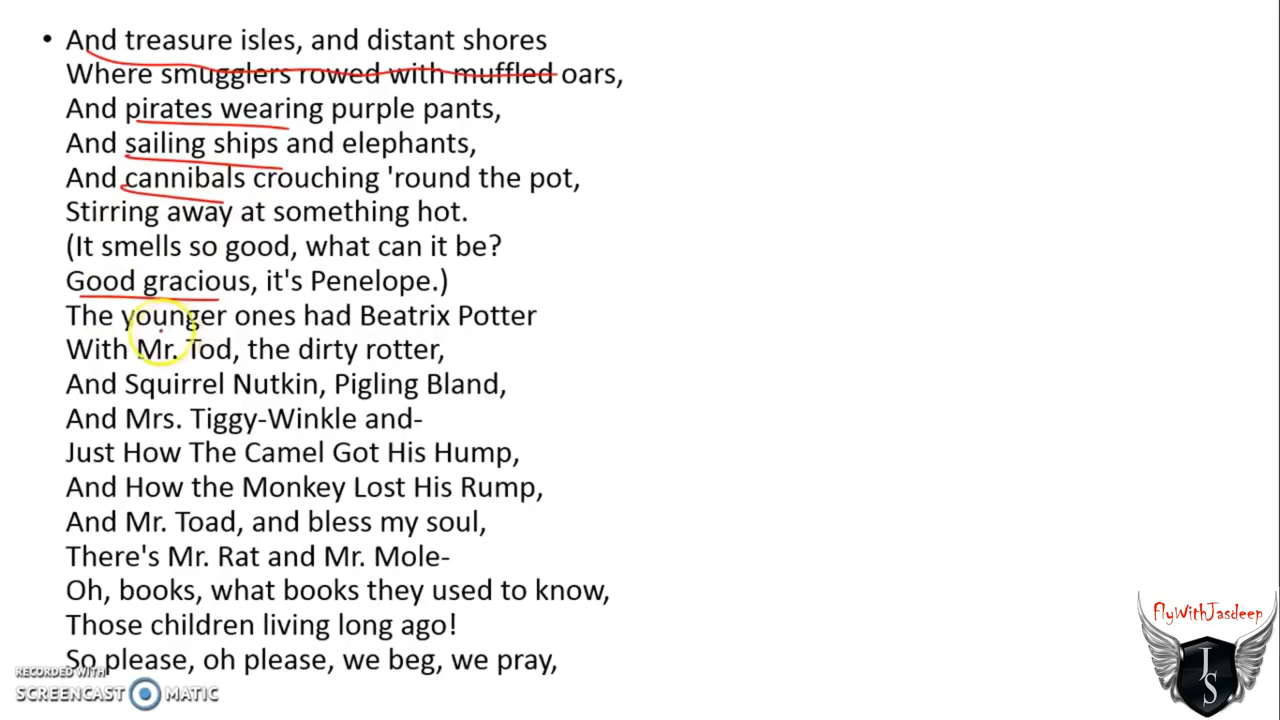 • And treasure isles, and distant shores
Where smugglers rowed with muffled oars,
And pirates wearing purple pants,
And sailing ships and elephants,
And cannibals crouching 'round the pot,
Stirring away at something hot.
(It smells so good, what can it be?
Good gracious, it's Penelope.)
The younger ones had Beatrix Potter
With Mr. Tod, the dirty rotter,
And Squirrel Nutkin, Pigling Bland,
And Mrs. Tiggy-Winkle and-
Just How The Camel Got His Hump,
And How the Monkey Lost His Rump,
And Mr. Toad, and bless my soul,
There's Mr. Rat and Mr. Mole-
Oh, books, what books they used to know,
Those children living long ago!
So please, oh please, we beg, we pray,
RECORDED WITH
SCREENCAST MATIC
FlyWithJasdeep
JS